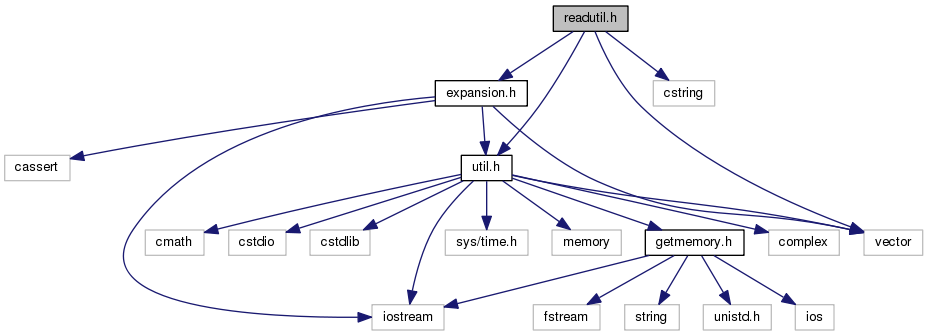 readutil.h
expansion.h
cstring
cassert
util.h
cmath
cstdio
cstdlib
sys/time.h
memory
getmemory.h
complex
vector
iostream
fstream
string
unistd.h
ios